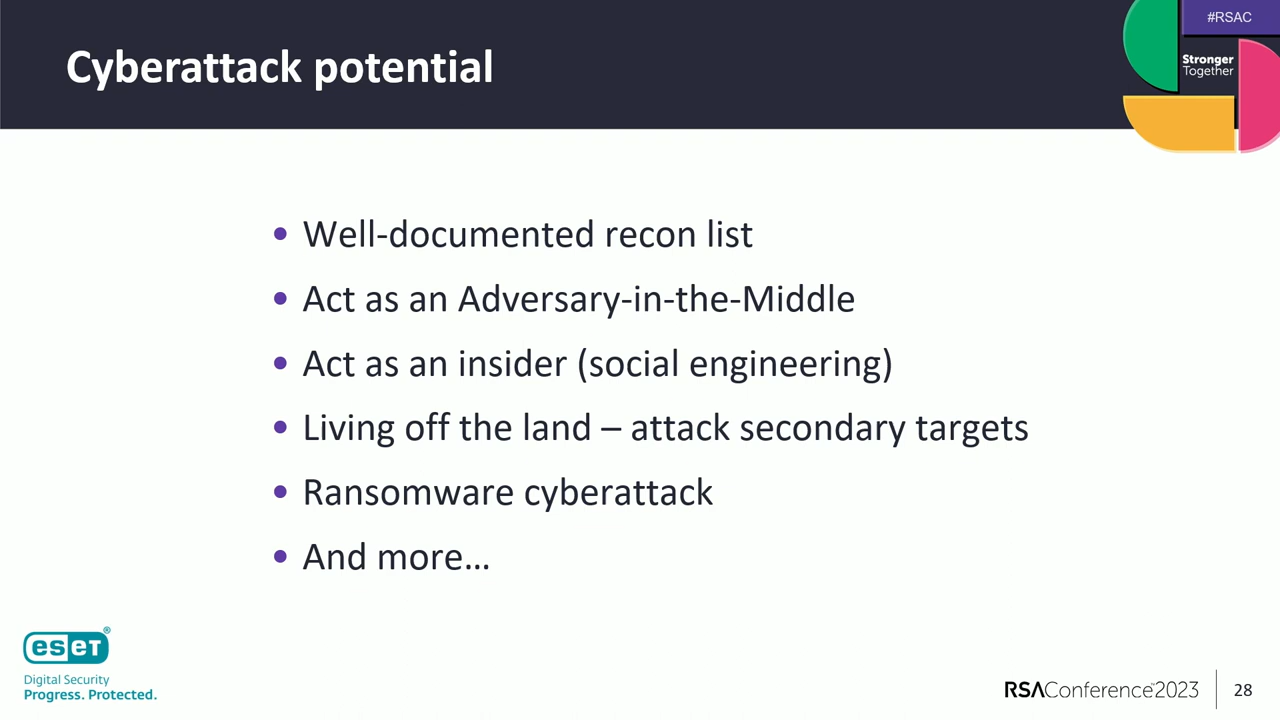 #RSAC
Cyberattack potential
Stronger
Together
• Well-documented recon list
• Act as an Adversary-in-the-Middle
• Act as an insider (social engineering)
• Living off the land – attack secondary targets
• Ransomware cyberattack
• And more…
eset®
Digital Security
Progress. Protected.
RSAConference™2023
28